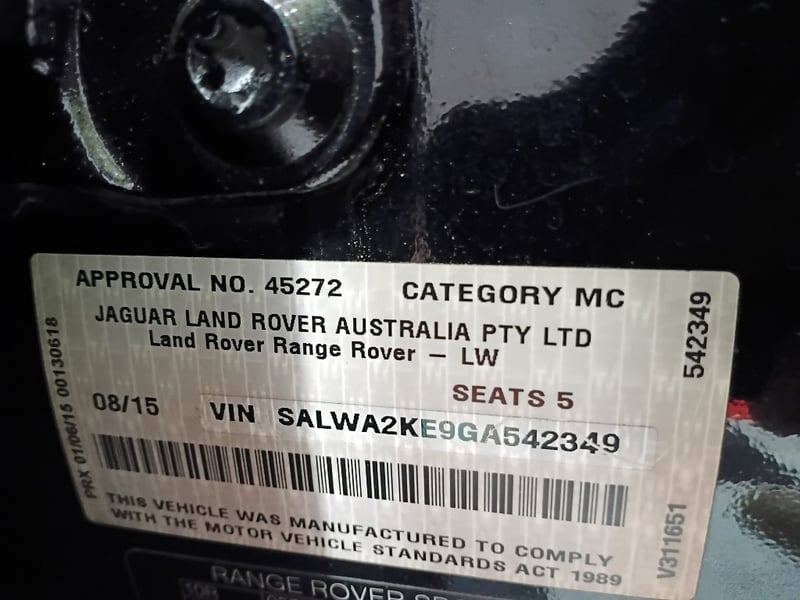 APPROVAL NO. 45272 CATEGORY MC
JAGUAR LAND ROVER AUSTRALIA PTY LTD
Land Rover Range Rover – LW
SEATS 5
08/15
VIN SALWA2KE9GA542349
THIS VEHICLE WAS MANUFACTURED TO COMPLY
WITH THE MOTOR VEHICLE STANDARDS ACT 1989
PRX 01/06/15 00130618
542349
V311651
RANGE ROVER